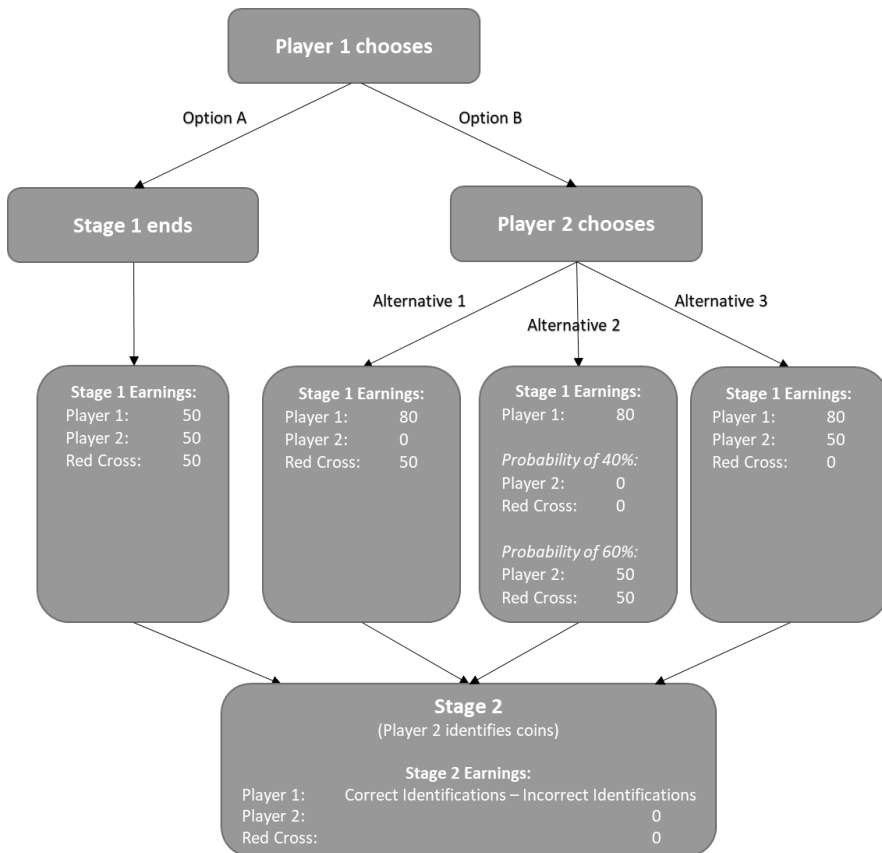 Player 1 chooses
Option A
Option B
Stage 1 ends
Player 2 chooses
Alternative 1
Alternative 2
Alternative 3
Stage 1 Earnings:
Player 1: 50
Player 2: 50
Red Cross: 50
Stage 1 Earnings:
Player 1: 80
Player 2: 0
Red Cross: 50
Stage 1 Earnings:
Player 1: 80
Probability of 40%:
Player 2: 0
Red Cross: 0
Probability of 60%:
Player 2: 50
Red Cross: 50
Stage 1 Earnings:
Player 1: 80
Player 2: 50
Red Cross: 0
Stage 2
(Player 2 identifies coins)
Stage 2 Earnings:
Player 1: Correct Identifications – Incorrect Identifications
Player 2: 0
Red Cross: 0